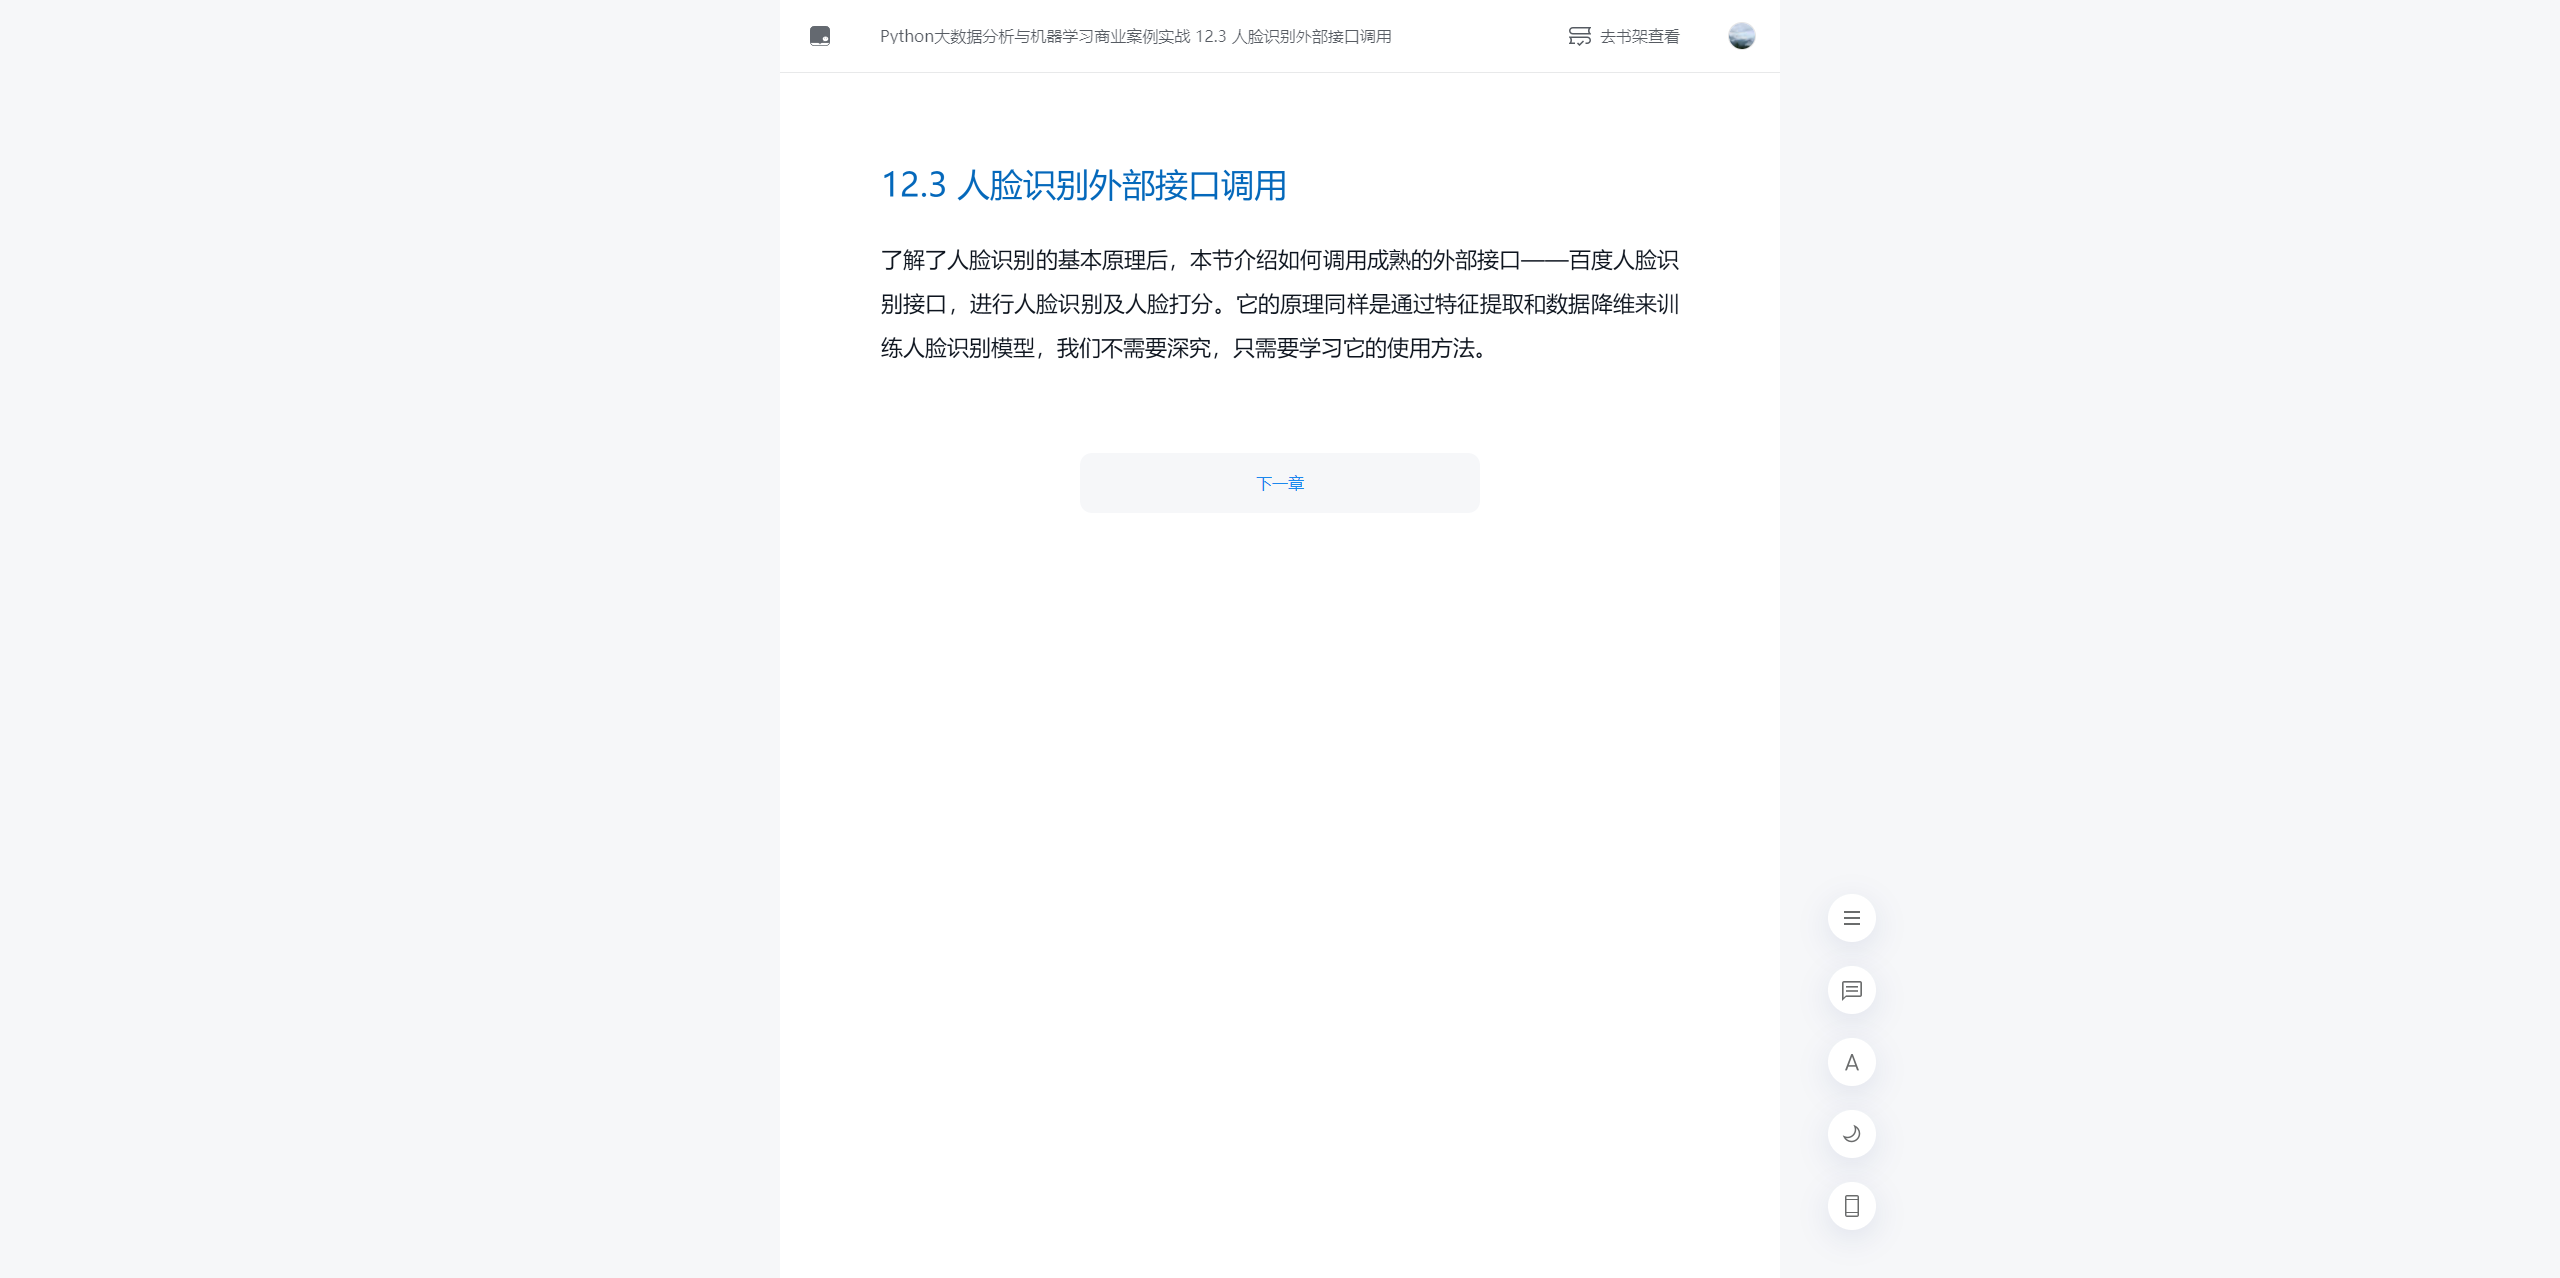 Python大数据分析与机器学习商业案例实战 12.3 人脸识别外部接口调用
去书架查看
12.3 人脸识别外部接口调用
了解了人脸识别的基本原理后，本节介绍如何调用成熟的外部接口——百度人脸识
别接口，进行人脸识别及人脸打分。它的原理同样是通过特征提取和数据降维来训
练人脸识别模型，我们不需要深究，只需要学习它的使用方法。
下一章
A